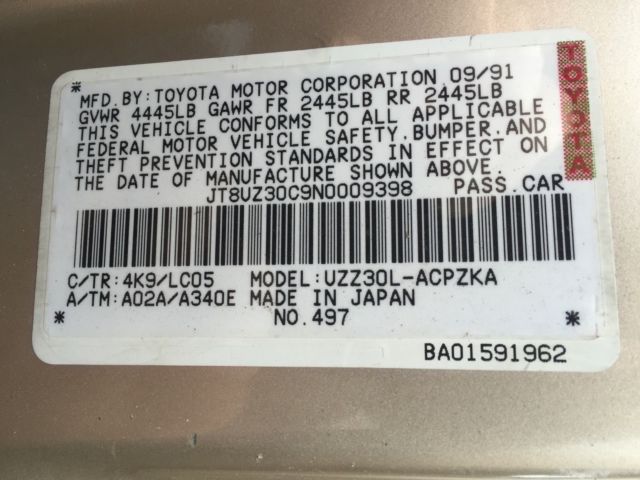 * MFD.BY:TOYOTA MOTOR CORPORATION 09/91
GVWR 4445LB GAWR FR 2445LB RR 2445LB
THIS VEHICLE CONFORMS TO ALL APPLICABLE
FEDERAL MOTOR VEHICLE SAFETY.BUMPER.AND
THEFT PREVENTION STANDARDS IN EFFECT ON
THE DATE OF MANUFACTURE SHOWN ABOVE.
JT8UZ30C9N0009398 PASS.CAR
C/TR:4K9/LC05 MODEL:UZZ30L-ACPZKA
A/TM:A02A/A340E MADE IN JAPAN
* NO.497 *
BA01591962
TOYOTA